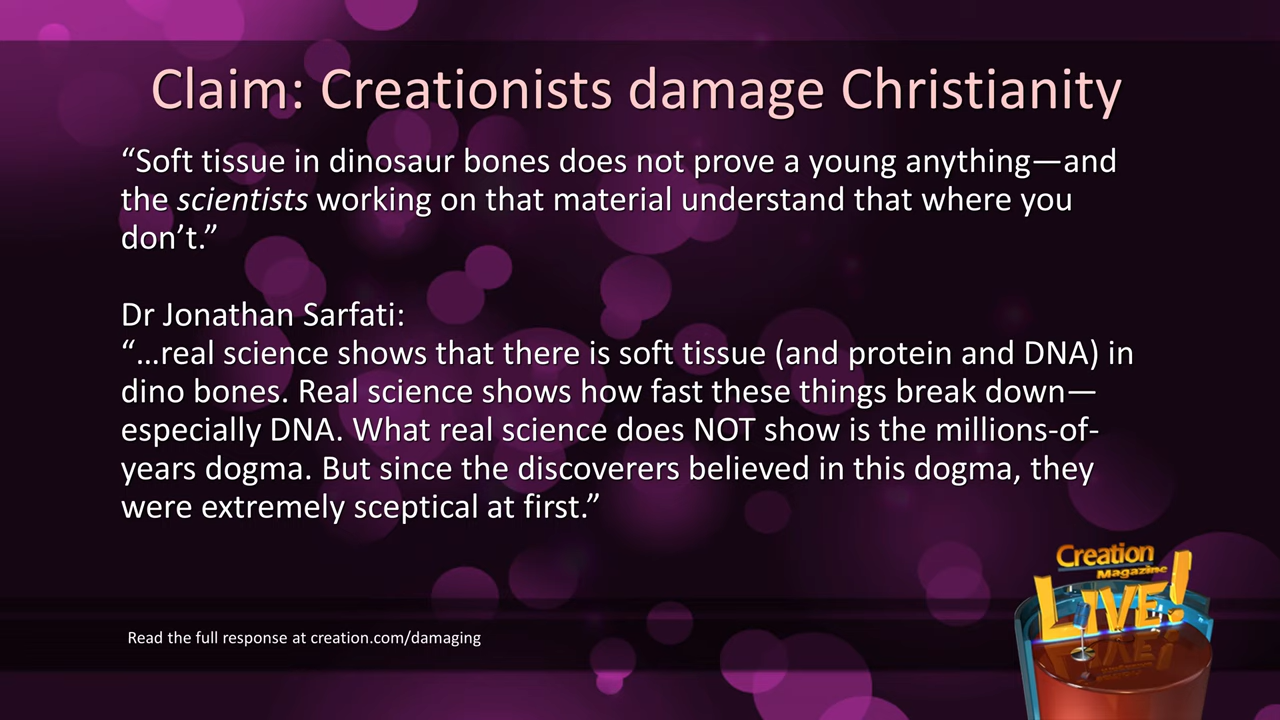 Claim: Creationists damage Christianity
“Soft tissue in dinosaur bones does not prove a young anything—and
the scientists working on that material understand that where you
don’t.”
Dr Jonathan Sarfati:
“…real science shows that there is soft tissue (and protein and DNA) in
dino bones. Real science shows how fast these things break down—
especially DNA. What real science does NOT show is the millions-of-
years dogma. But since the discoverers believed in this dogma, they
were extremely sceptical at first.”
Creation
Magazine
LIVE!
Read the full response at creation.com/damaging